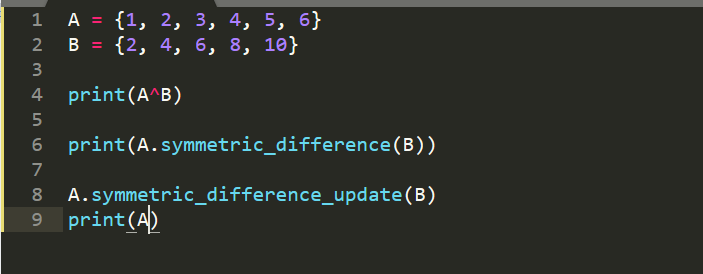 1 A = {1, 2, 3, 4, 5, 6}
2 B = {2, 4, 6, 8, 10}
3
4 print(A^B)
5
6 print(A.symmetric_difference(B))
7
8 A.symmetric_difference_update(B)
9 print(A)